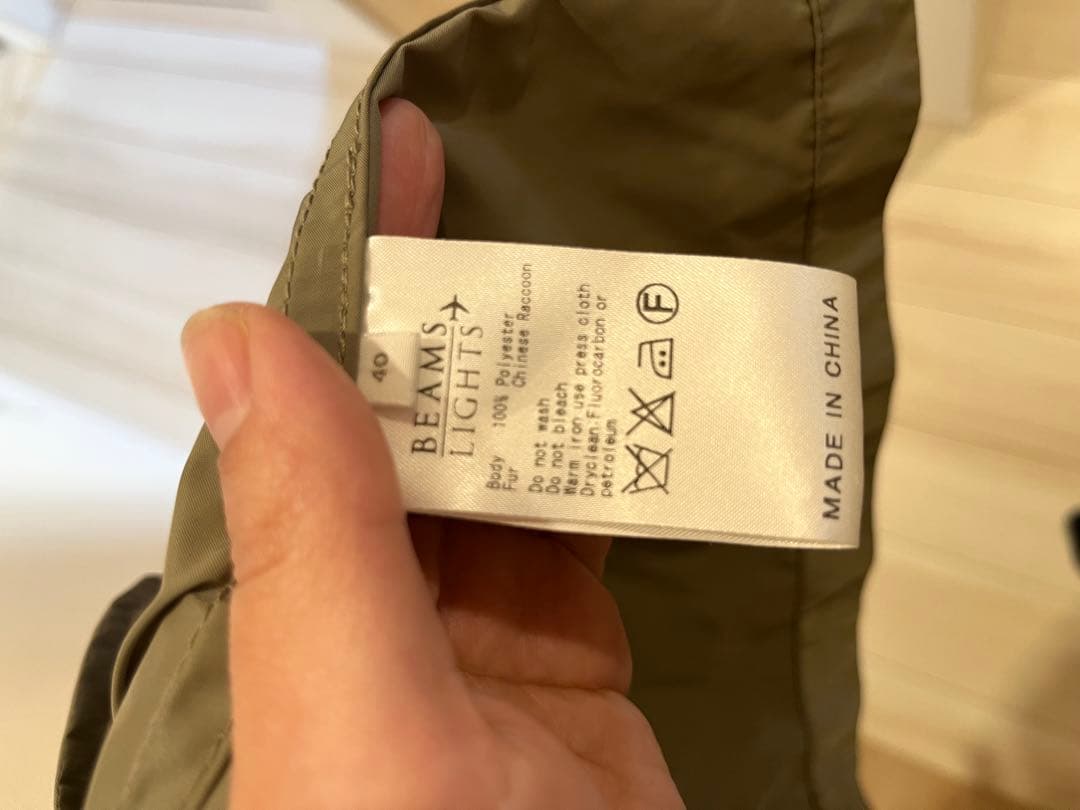 40
BEAMS
LIGHTS
Body 100% Polyester
Fur Chinese Raccoon
Do not wash
Do not bleach
Warm iron use press cloth
Dryclean,Fluorocarbon or
petroleum
F
MADE IN CHINA